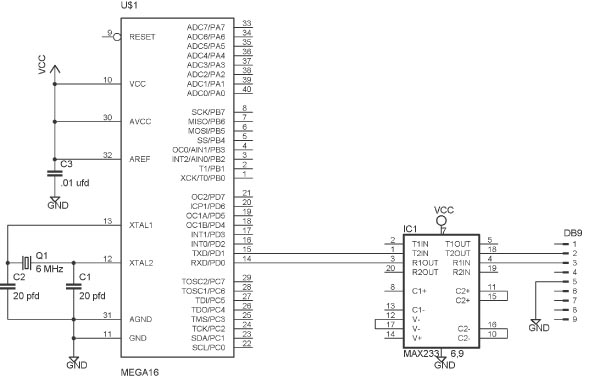 U$1
9 RESET
ADC7/PA7 33
ADC6/PA6 34
ADC5/PA5 35
ADC4/PA4 36
ADC3/PA3 37
ADC2/PA2 38
ADC1/PA1 39
ADC0/PA0 40
VCC
10 VCC
30 AVCC
32 AREF
C3
.01 ufd
GND
SCK/PB7 8
MISO/PB6 7
MOSI/PB5 6
SS/PB4 5
OC0/AIN1/PB3 4
INT2/AIN0/PB2 3
T1/PB1 2
XCK/T0/PB0 1
OC2/PD7 21
ICP1/PD6 20
OC1A/PD5 19
OC1B/PD4 18
INT1/PD3 17
INT0/PD2 16
TXD/PD1 15
RXD/PD0 14
13 XTAL1
Q1
6 MHz
12 XTAL2
C2
20 pfd
C1
20 pfd
TOSC2/PC7 29
TOSC1/PC6 28
TDI/PC5 27
TDO/PC4 26
TMS/PC3 25
TCK/PC2 24
SDA/PC1 23
SCL/PC0 22
31 AGND
11 GND
GND
MEGA16
VCC
7
IC1
2 T1IN T1OUT 5
1 T2IN T2OUT 18
3 R1OUT R1IN 4
20 R2OUT R2IN 19
8 C1+ C2+ 11
C2+ 15
13 C1-
12 V-
17 V- C2- 16
14 V+ C2- 10
MAX233 6,9
GND
DB9
1
2
3
4
5
6
7
8
9
GND